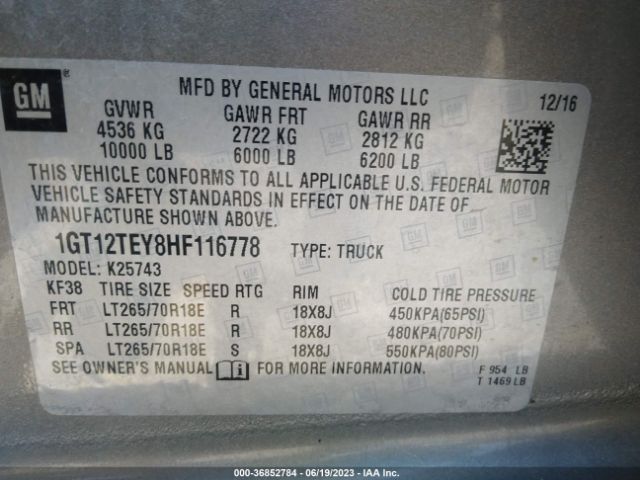 GM
®
MFD BY GENERAL MOTORS LLC
12/16
GVWR GAWR FRT GAWR RR
4536 KG 2722 KG 2812 KG
10000 LB 6000 LB 6200 LB
THIS VEHICLE CONFORMS TO ALL APPLICABLE U.S. FEDERAL MOTOR
VEHICLE SAFETY STANDARDS IN EFFECT ON THE DATE OF
MANUFACTURE SHOWN ABOVE.
1GT12TEY8HF116778 TYPE: TRUCK
MODEL: K25743
KF38 TIRE SIZE SPEED RTG RIM COLD TIRE PRESSURE
FRT LT265/70R18E R 18X8J 450KPA(65PSI)
RR LT265/70R18E R 18X8J 480KPA(70PSI)
SPA LT265/70R18E S 18X8J 550KPA(80PSI)
SEE OWNER'S MANUAL FOR MORE INFORMATION.
F 954 LB
T 1469 LB
000-36852784 - 06/19/2023 - IAA Inc.